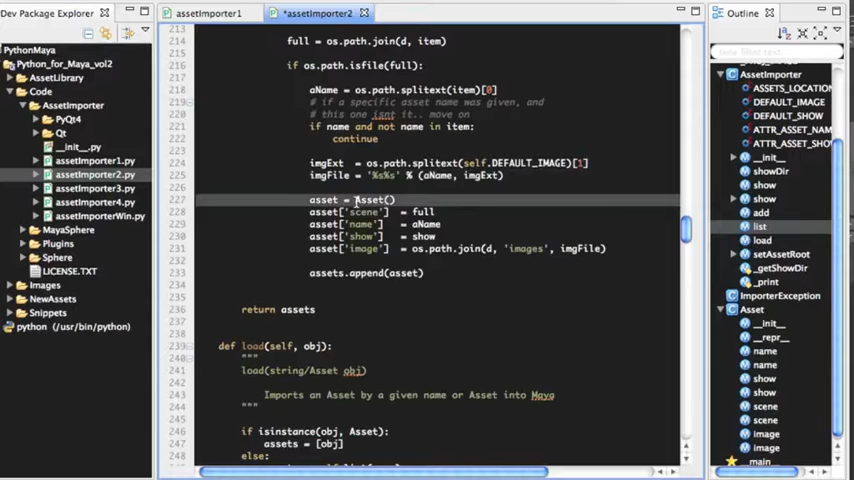 Dev Package Explorer
PythonMaya
Python_for_Maya_vol2
AssetLibrary
Code
AssetImporter
PyQt4
Qt
__init__.py
assetImporter1.py
assetImporter2.py
assetImporter3.py
assetImporter4.py
assetImporterWin.py
MayaSphere
Plugins
Sphere
LICENSE.TXT
Images
NewAssets
Snippets
python (/usr/bin/python)
assetImporter1
*assetImporter2
213
214 full = os.path.join(d, item)
215
216 if os.path.isfile(full):
217
218 aName = os.path.splitext(item)[0]
219 # if a specific asset name was given, and
220 # this one isnt it.. move on
221 if name and not name in item:
222 continue
223
224 imgExt = os.path.splitext(self.DEFAULT_IMAGE)[1]
225 imgFile = '%s%s' % (aName, imgExt)
226
227 asset = Asset()
228 asset['scene'] = full
229 asset['name'] = aName
230 asset['show'] = show
231 asset['image'] = os.path.join(d, 'images', imgFile)
232
233 assets.append(asset)
234
235
236 return assets
237
238
239 def load(self, obj):
240 """
241 load(string/Asset obj)
242
243 Imports an Asset by a given name or Asset into Maya
244 """
245
246 if isinstance(obj, Asset):
247 assets = [obj]
248 else:
Outline
type filter text
AssetImporter
ASSETS_LOCATION
DEFAULT_IMAGE
DEFAULT_SHOW
ATTR_ASSET_NAM
ATTR_ASSET_SHOW
__init__
showDir
show
show
add
list
load
setAssetRoot
_getShowDir
_print
ImporterException
Asset
__init__
__repr__
name
name
show
show
scene
scene
image
image
__main__